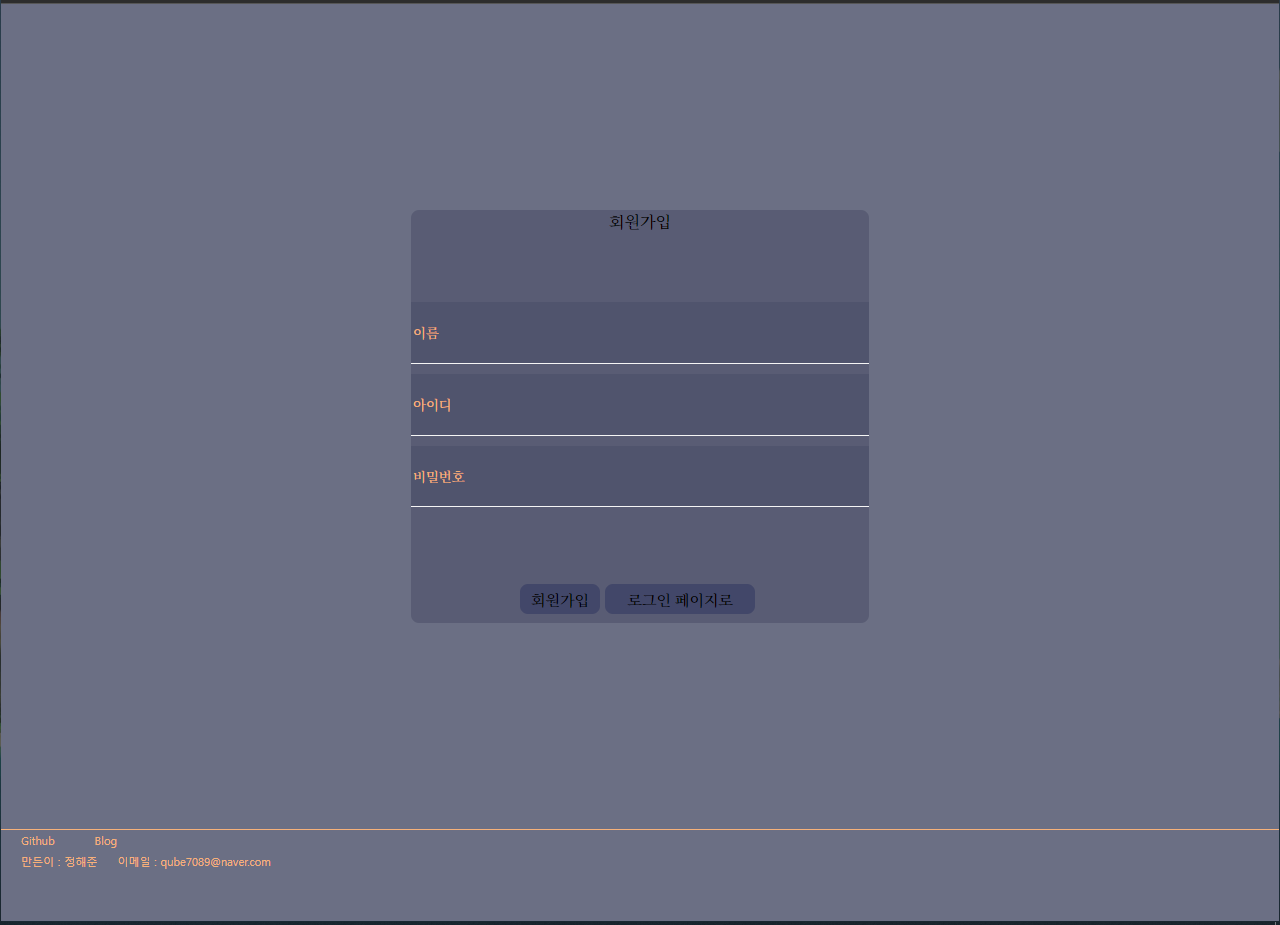 회원가입
이름
아이디
비밀번호
회원가입 로그인 페이지로
Github Blog
만든이 : 정해준 이메일 : qube7089@naver.com